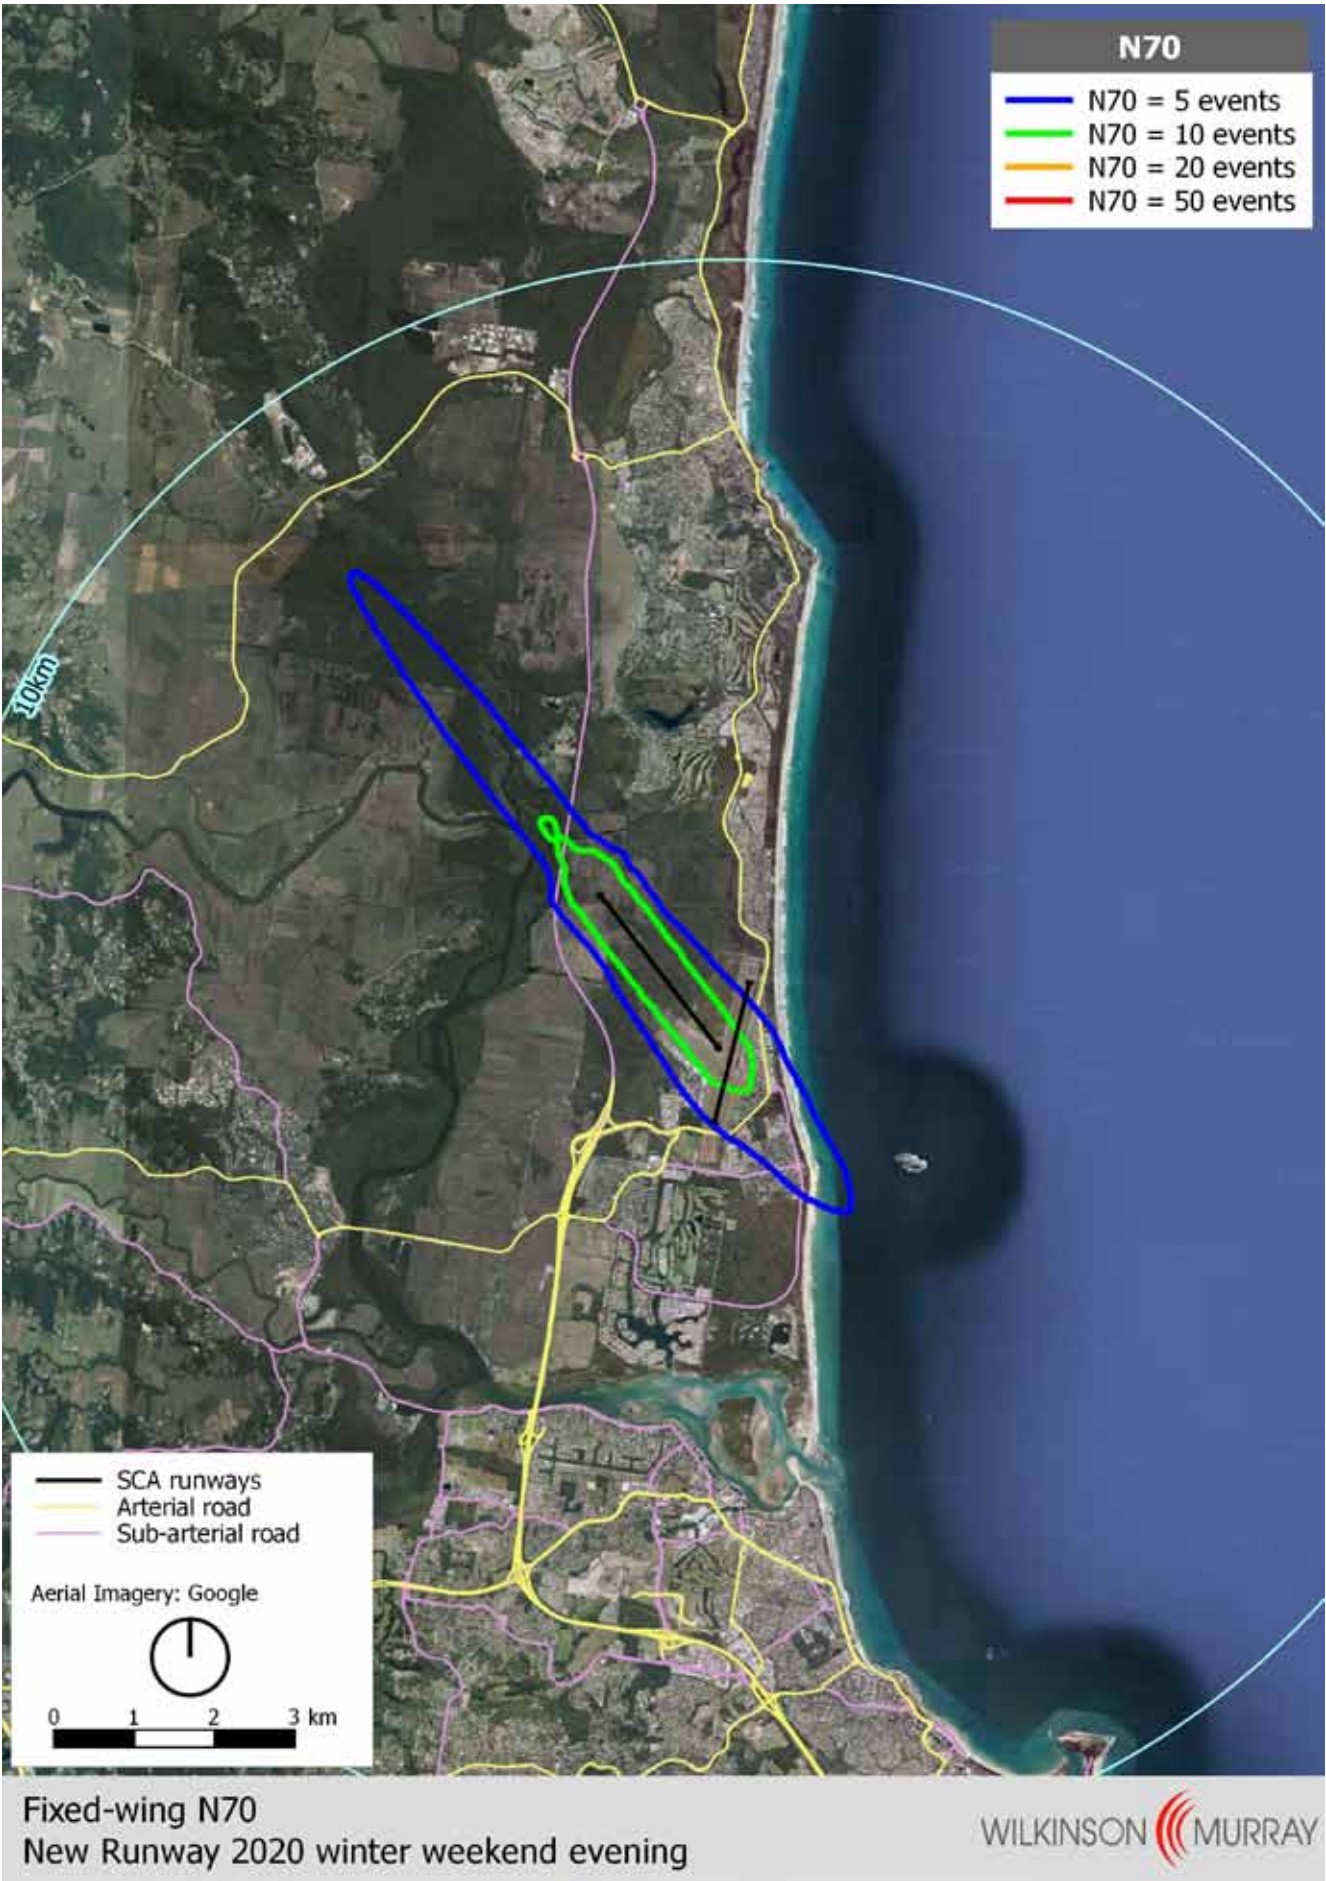 N70
N70 = 5 events
N70 = 10 events
N70 = 20 events
N70 = 50 events
10km
SCA runways
Arterial road
Sub-arterial road
Aerial Imagery: Google
0 1 2 3 km
Fixed-wing N70
New Runway 2020 winter weekend evening
WILKINSON MURRAY